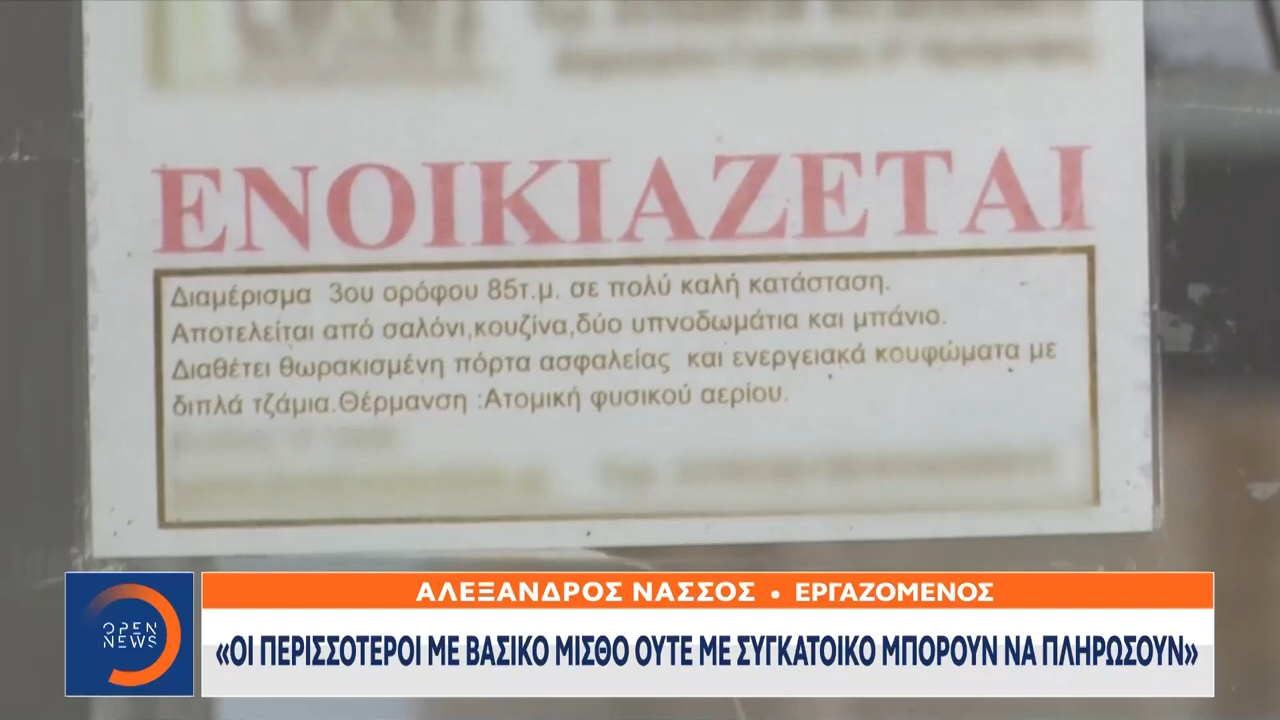 ΕΝΟΙΚΙΑΖΕΤΑΙ
Διαμέρισμα 3ου ορόφου 85τ.μ. σε πολύ καλή κατάσταση.
Αποτελείται από σαλόνι,κουζίνα,δύο υπνοδωμάτια και μπάνιο.
Διαθέτει θωρακισμένη πόρτα ασφαλείας και ενεργειακά κουφώματα με
διπλά τζάμια.Θέρμανση :Ατομική φυσικού αερίου.
ΑΛΕΞΑΝΔΡΟΣ ΝΑΣΣΟΣ • ΕΡΓΑΖΟΜΕΝΟΣ
OPEN
NEWS
«ΟΙ ΠΕΡΙΣΣΟΤΕΡΟΙ ΜΕ ΒΑΣΙΚΟ ΜΙΣΘΟ ΟΥΤΕ ΜΕ ΣΥΓΚΑΤΟΙΚΟ ΜΠΟΡΟΥΝ ΝΑ ΠΛΗΡΩΣΟΥΝ»